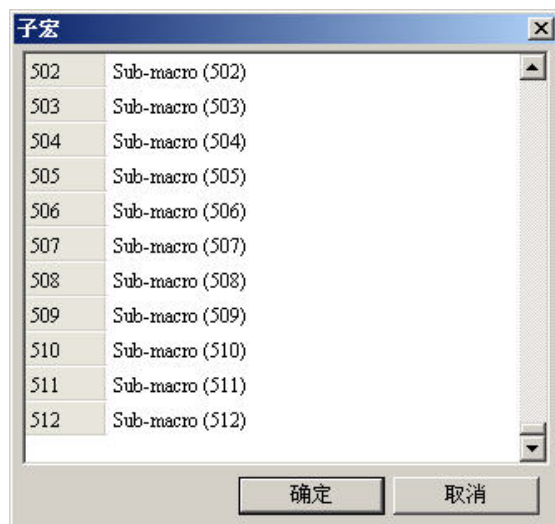 子宏
502 Sub-macro (502)
503 Sub-macro (503)
504 Sub-macro (504)
505 Sub-macro (505)
506 Sub-macro (506)
507 Sub-macro (507)
508 Sub-macro (508)
509 Sub-macro (509)
510 Sub-macro (510)
511 Sub-macro (511)
512 Sub-macro (512)
确定 取消